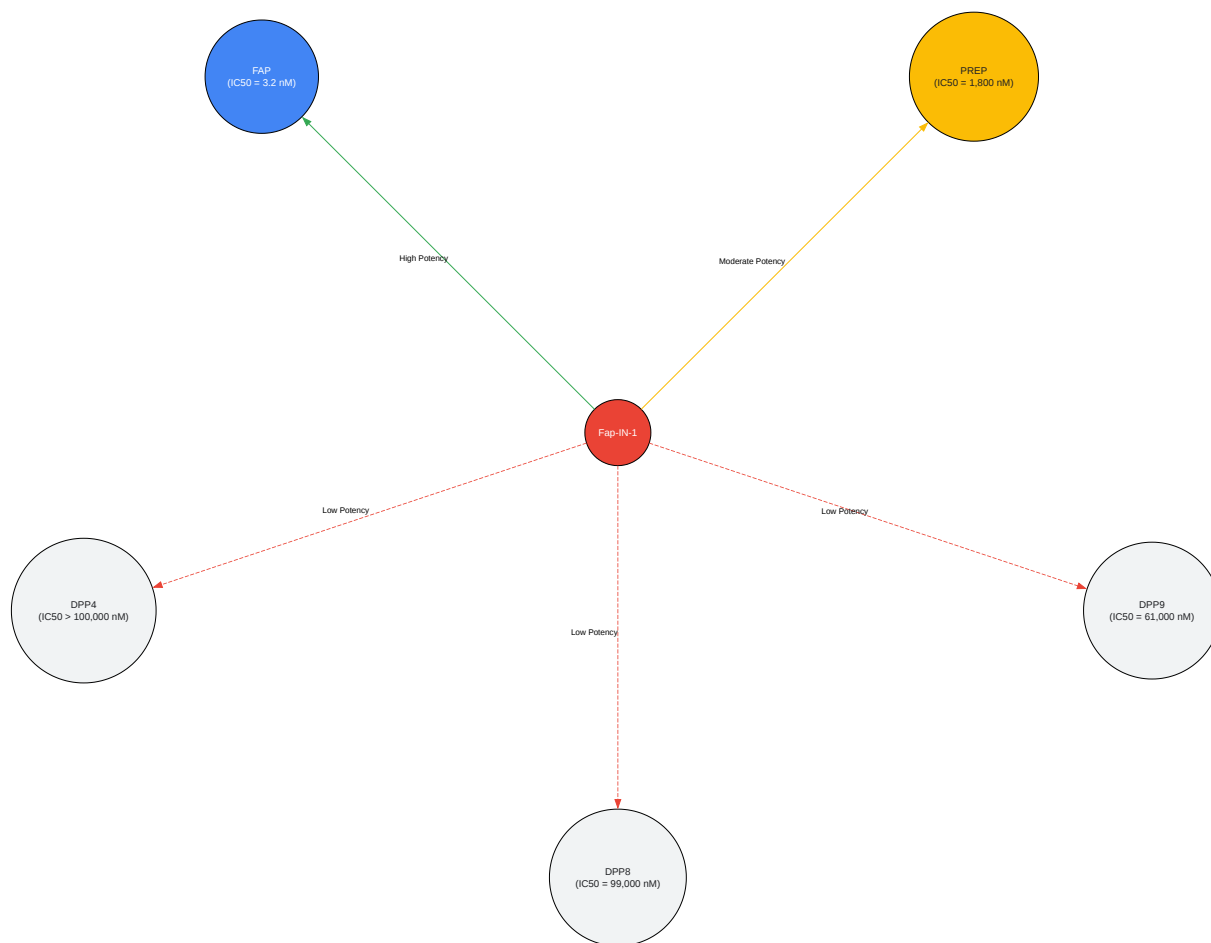 FAP
(IC50 = 3.2 nM)
PREP
(IC50 = 1,800 nM)
High Potency
Moderate Potency
Fap-IN-1
Low Potency
Low Potency
DPP4
(IC50 > 100,000 nM)
DPP9
(IC50 = 61,000 nM)
Low Potency
DPP8
(IC50 = 99,000 nM)